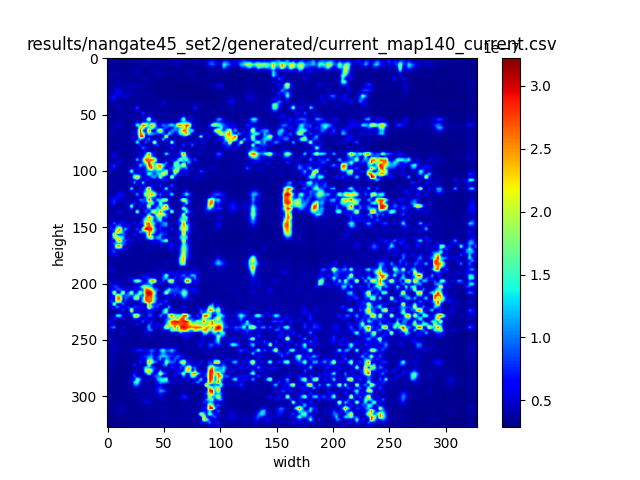 results/nangate45_set2/generated/current_map140_current.csv
1e−7
0
50
100
150
200
250
300
height
0 50 100 150 200 250 300
width
3.0
2.5
2.0
1.5
1.0
0.5